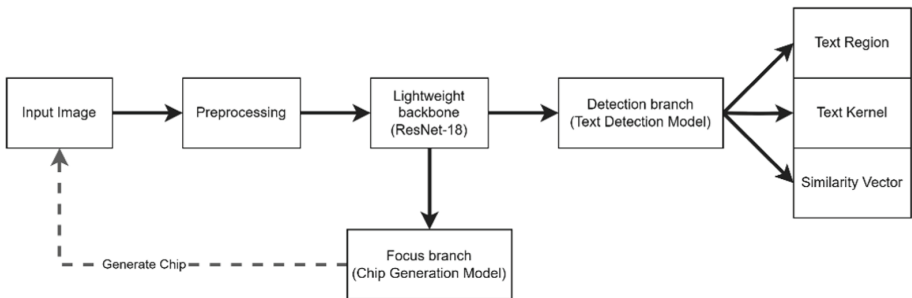 Input Image
Preprocessing
Lightweight
backbone
(ResNet-18)
Detection branch
(Text Detection Model)
Text Region
Text Kernel
Similarity Vector
Focus branch
(Chip Generation Model)
Generate Chip